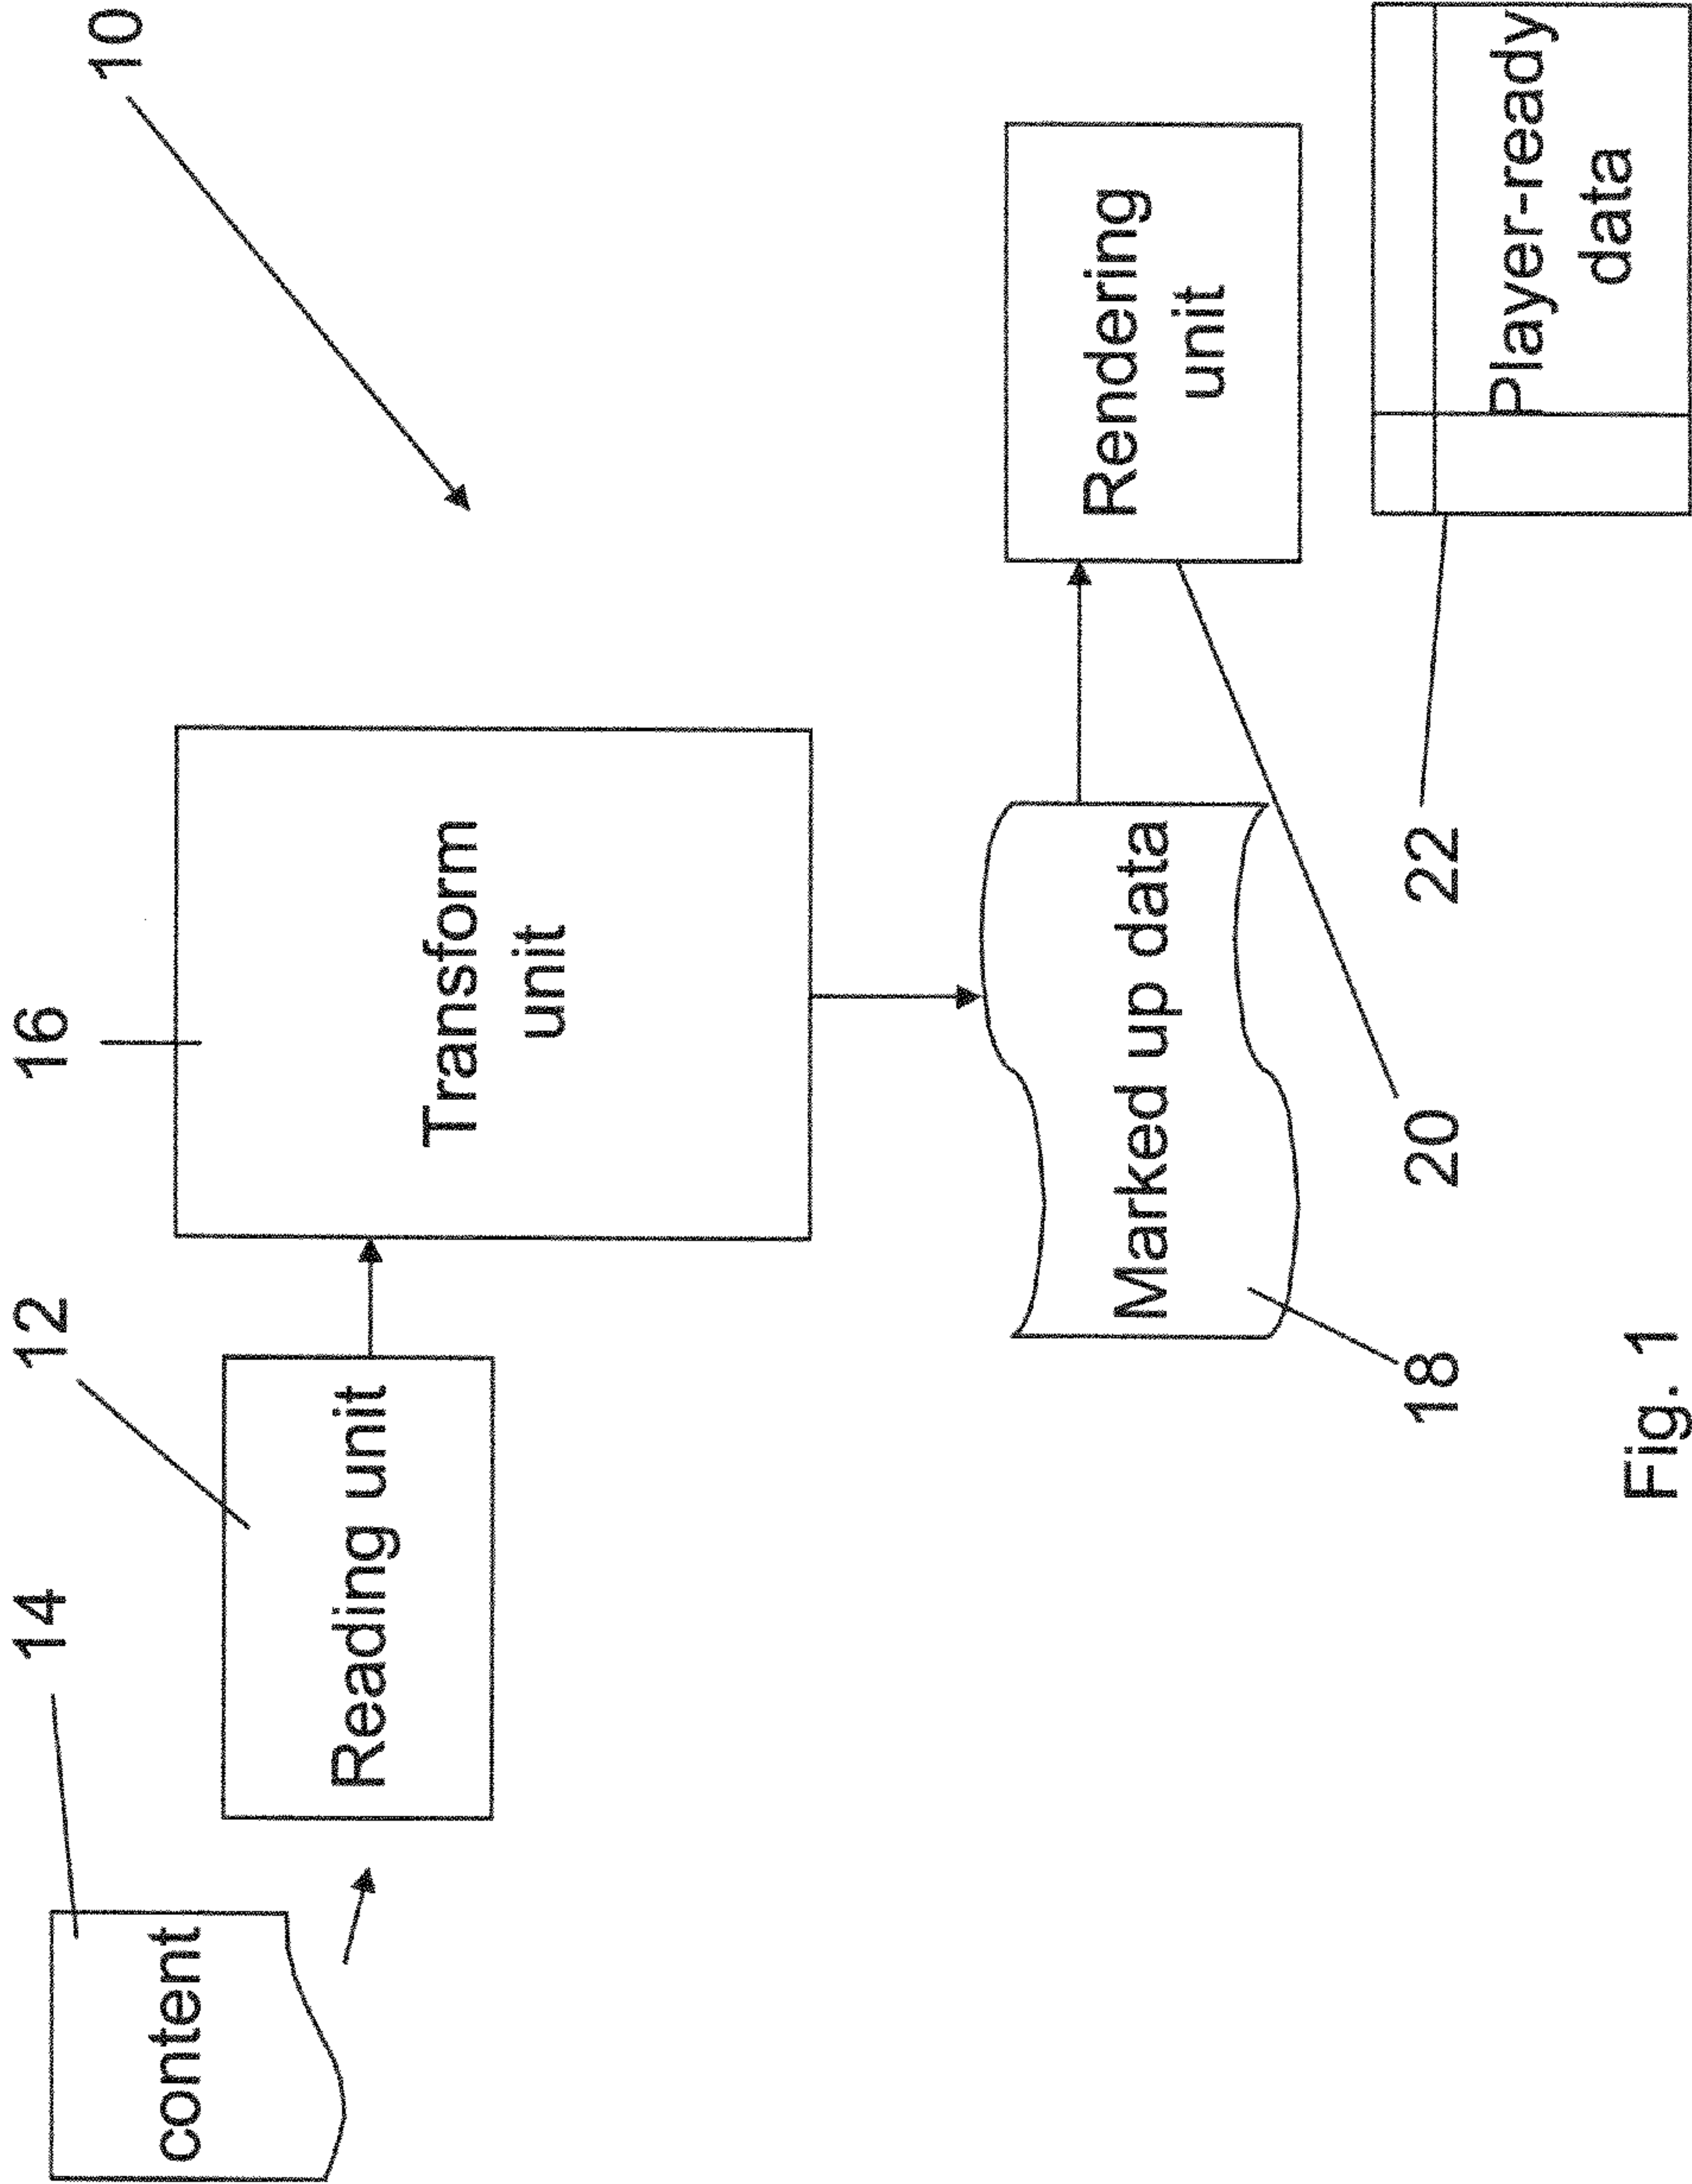 10
16
12
14
content
Reading unit
Transform
unit
Marked up data
Rendering
unit
Player-ready
data
22
20
18
Fig. 1